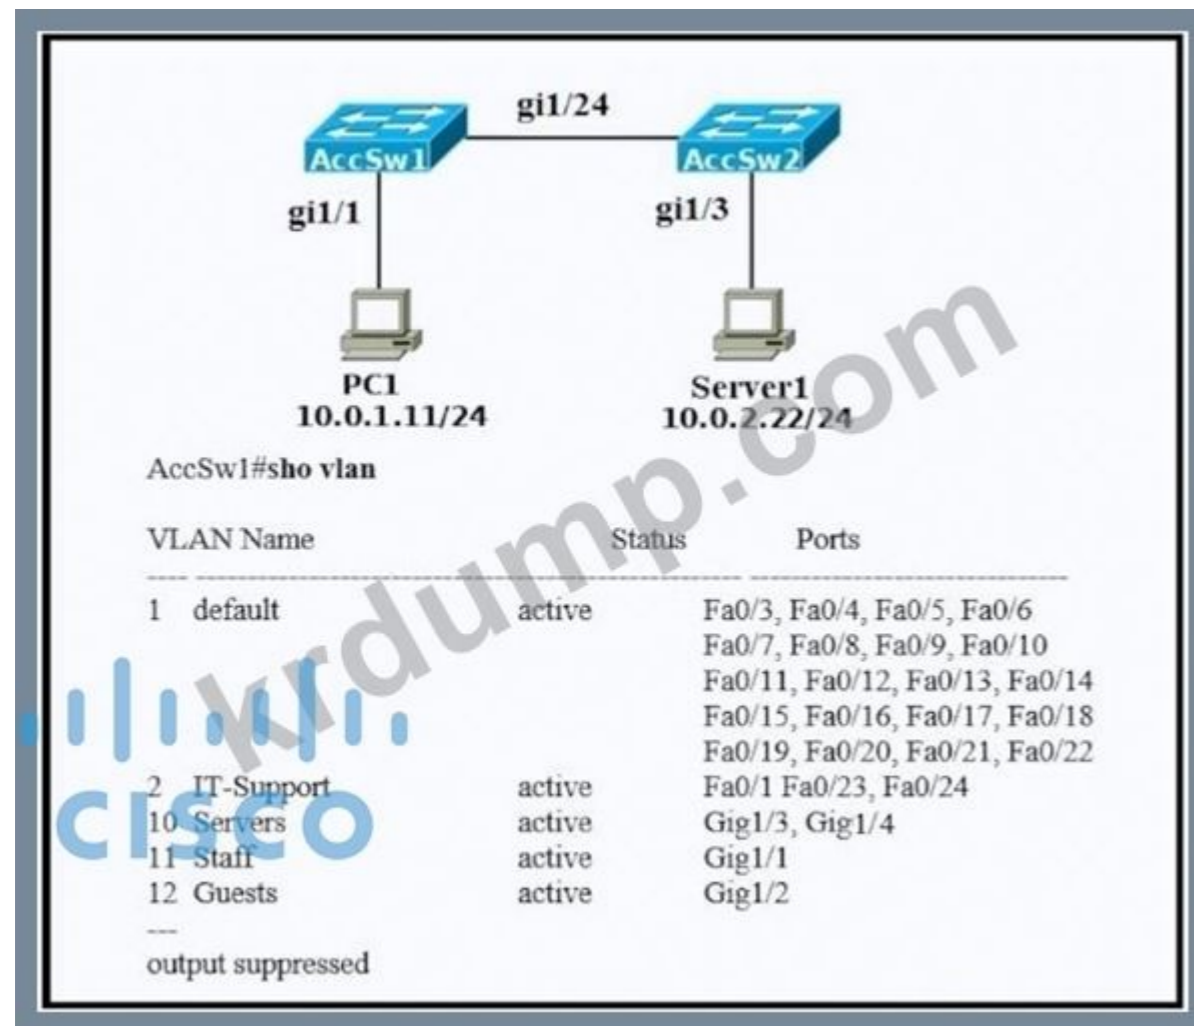 gi1/24
AccSw1
AccSw2
gi1/1
gi1/3
PC1
10.0.1.11/24
Server1
10.0.2.22/24
AccSw1#sho vlan
VLAN Name Status Ports
---- -------------------------------- --------- -------------------------------
1 default active Fa0/3, Fa0/4, Fa0/5, Fa0/6
Fa0/7, Fa0/8, Fa0/9, Fa0/10
Fa0/11, Fa0/12, Fa0/13, Fa0/14
Fa0/15, Fa0/16, Fa0/17, Fa0/18
Fa0/19, Fa0/20, Fa0/21, Fa0/22
2 IT-Support active Fa0/1 Fa0/23, Fa0/24
10 Servers active Gig1/3, Gig1/4
11 Staff active Gig1/1
12 Guests active Gig1/2
---
output suppressed
krdump.com
CISCO